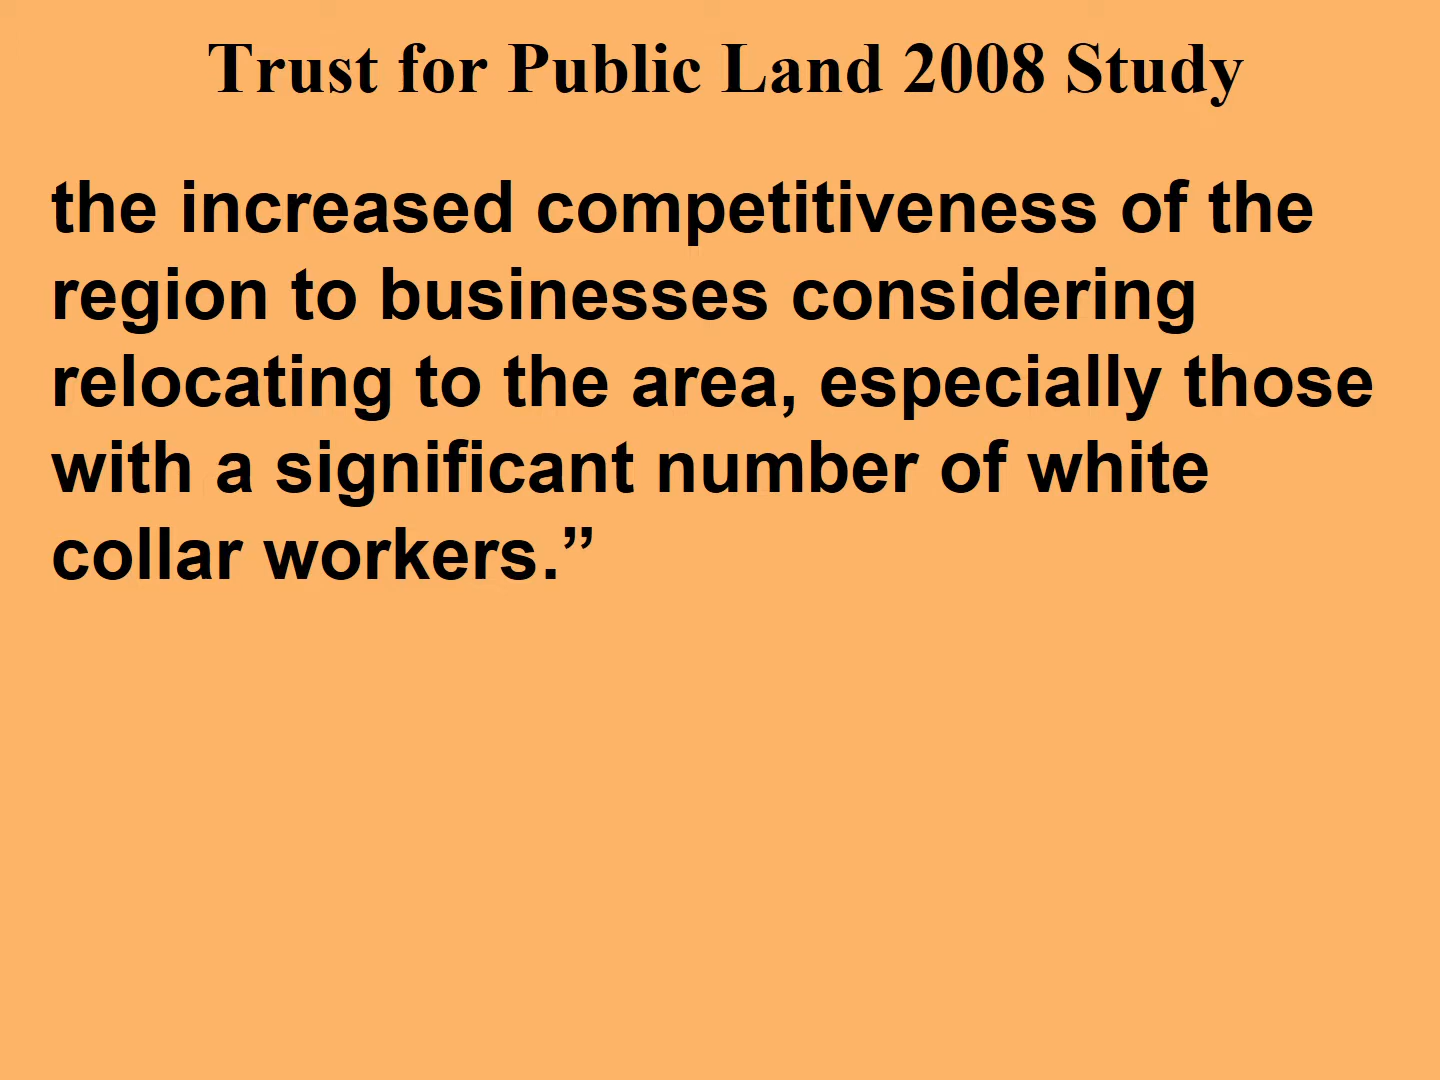 Trust for Public Land 2008 Study
the increased competitiveness of the
region to businesses considering
relocating to the area, especially those
with a significant number of white
collar workers.”